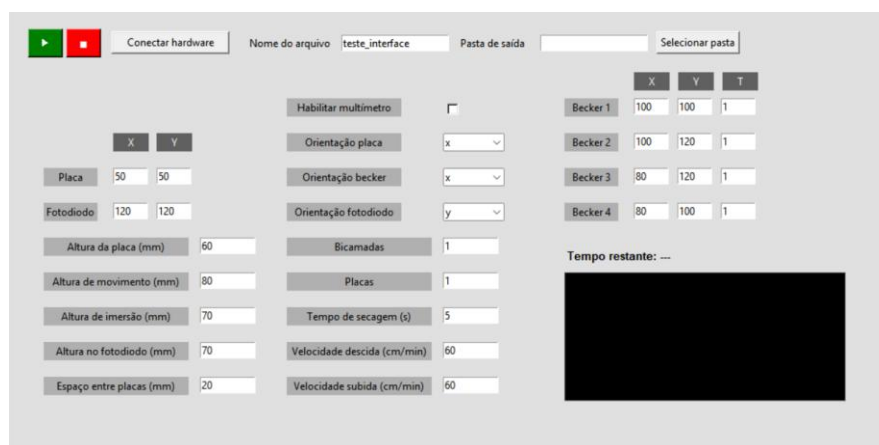 Conectar hardware Nome do arquivo teste_interface Pasta de saída Selecionar pasta
X Y T
Habilitar multímetro Becker 1 100 100 1
X Y Orientação placa x Becker 2 100 120 1
Placa 50 50 Orientação becker x Becker 3 80 120 1
Fotodiodo 120 120 Orientação fotodiodo y Becker 4 80 100 1
Altura da placa (mm) 60 Bicamadas 1
Tempo restante: ---
Altura de movimento (mm) 80 Placas 1
Altura de imersão (mm) 70 Tempo de secagem (s) 5
Altura no fotodiodo (mm) 70 Velocidade descida (cm/min) 60
Espaço entre placas (mm) 20 Velocidade subida (cm/min) 60